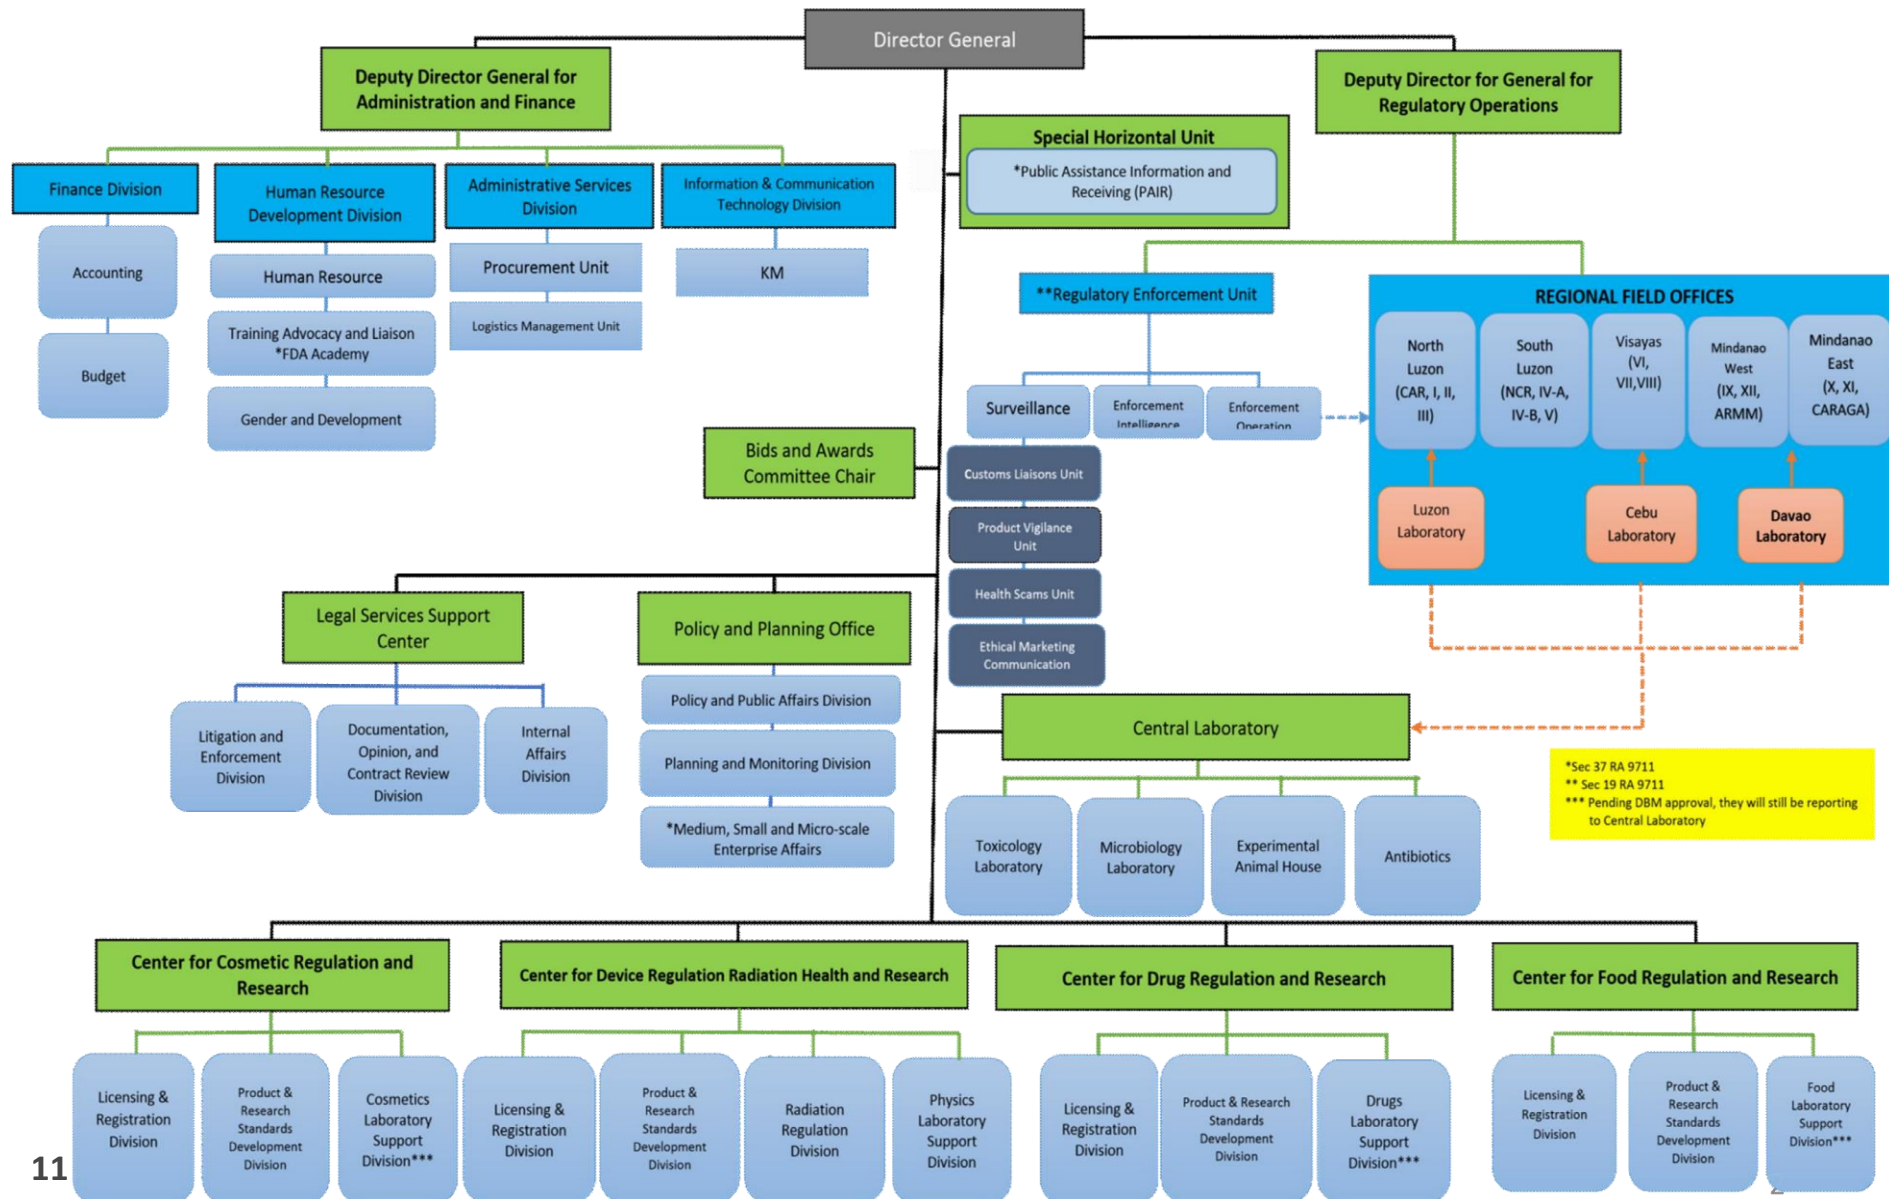 Director General
Deputy Director General for
Administration and Finance
Deputy Director for General for
Regulatory Operations
Special Horizontal Unit
*Public Assistance Information and
Receiving (PAIR)
Finance Division
Human Resource
Development Division
Administrative Services
Division
Information & Communication
Technology Division
Accounting
Budget
Human Resource
Training Advocacy and Liaison
*FDA Academy
Gender and Development
Procurement Unit
Logistics Management Unit
KM
**Regulatory Enforcement Unit
Surveillance
Enforcement
Intelligence
Enforcement
Operation
Customs Liaisons Unit
Product Vigilance
Unit
Health Scams Unit
Ethical Marketing
Communication
REGIONAL FIELD OFFICES
North
Luzon
(CAR, I, II,
III)
South
Luzon
(NCR, IV-A,
IV-B, V)
Visayas
(VI,
VII,VIII)
Mindanao
West
(IX, XII,
ARMM)
Mindanao
East
(X, XI,
CARAGA)
Luzon
Laboratory
Cebu
Laboratory
Davao
Laboratory
Bids and Awards
Committee Chair
Legal Services Support
Center
Policy and Planning Office
Litigation and
Enforcement
Division
Documentation,
Opinion, and
Contract Review
Division
Internal
Affairs
Division
Policy and Public Affairs Division
Planning and Monitoring Division
*Medium, Small and Micro-scale
Enterprise Affairs
Central Laboratory
Toxicology
Laboratory
Microbiology
Laboratory
Experimental
Animal House
Antibiotics
*Sec 37 RA 9711
** Sec 19 RA 9711
*** Pending DBM approval, they will still be reporting
to Central Laboratory
Center for Cosmetic Regulation and
Research
Center for Device Regulation Radiation Health and Research
Center for Drug Regulation and Research
Center for Food Regulation and Research
Licensing &
Registration
Division
Product &
Research
Standards
Development
Division
Cosmetics
Laboratory
Support
Division***
Licensing &
Registration
Division
Product &
Research
Standards
Development
Division
Radiation
Regulation
Division
Physics
Laboratory
Support
Division
Licensing &
Registration
Division
Product & Research
Standards
Development
Division
Drugs
Laboratory
Support
Division***
Licensing &
Registration
Division
Product &
Research
Standards
Development
Division
Food
Laboratory
Support
Division***
11